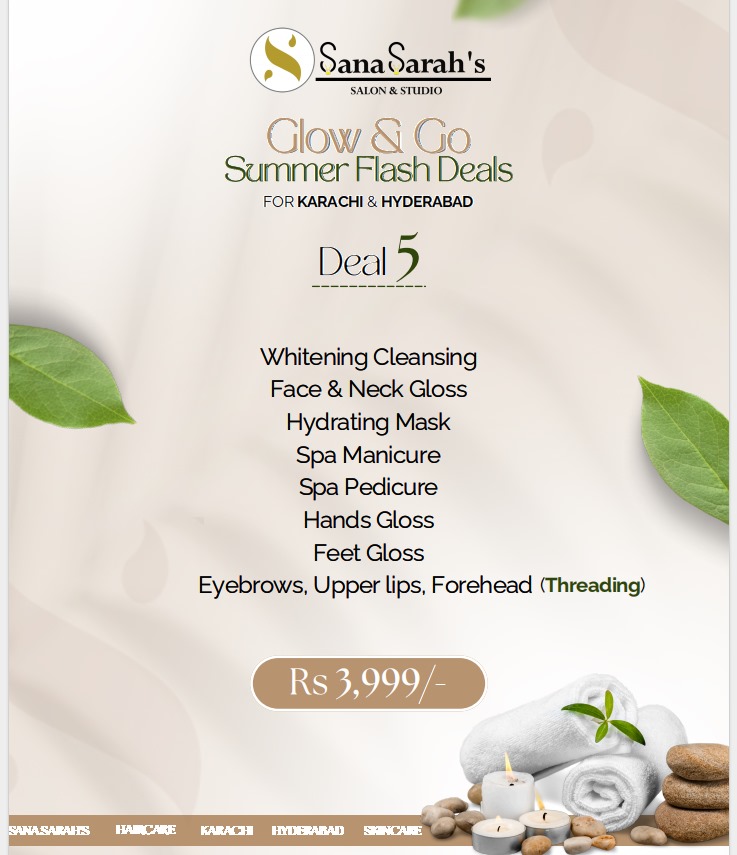 Sana Sarah's
SALON & STUDIO
Glow & Go
Summer Flash Deals
FOR KARACHI & HYDERABAD
Deal 5
Whitening Cleansing
Face & Neck Gloss
Hydrating Mask
Spa Manicure
Spa Pedicure
Hands Gloss
Feet Gloss
Eyebrows, Upper lips, Forehead (Threading)
Rs 3,999/-
SANA SARAH'S HAIRCARE KARACHI HYDERABAD SKINCARE